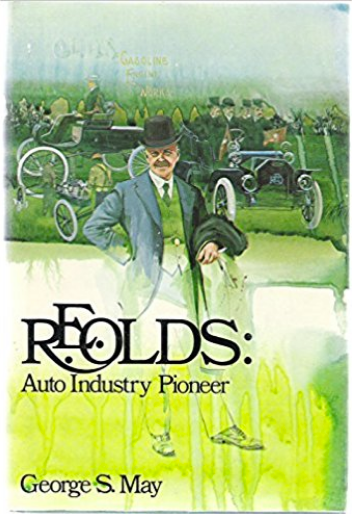 GASOLINE
WORKS
R.E. OLDS:
Auto Industry Pioneer
George S. May